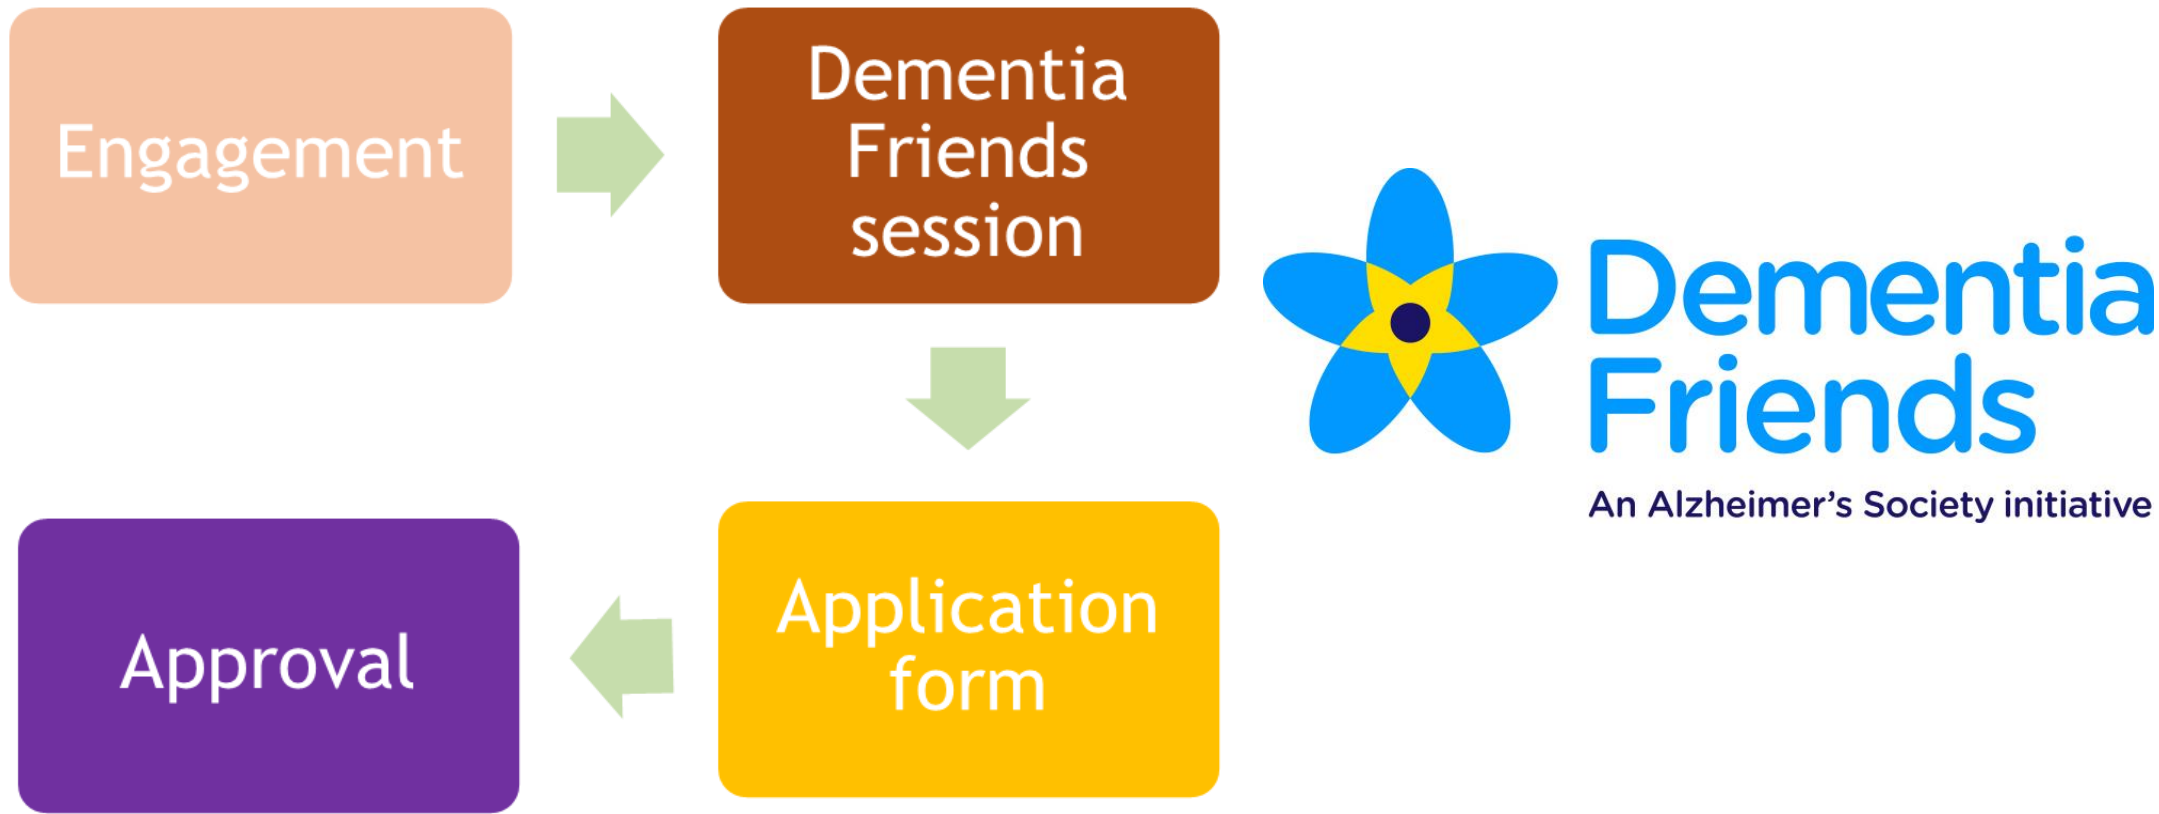 Engagement
Dementia
Friends
session
Application
form
Approval
Dementia
Friends
An Alzheimer's Society initiative